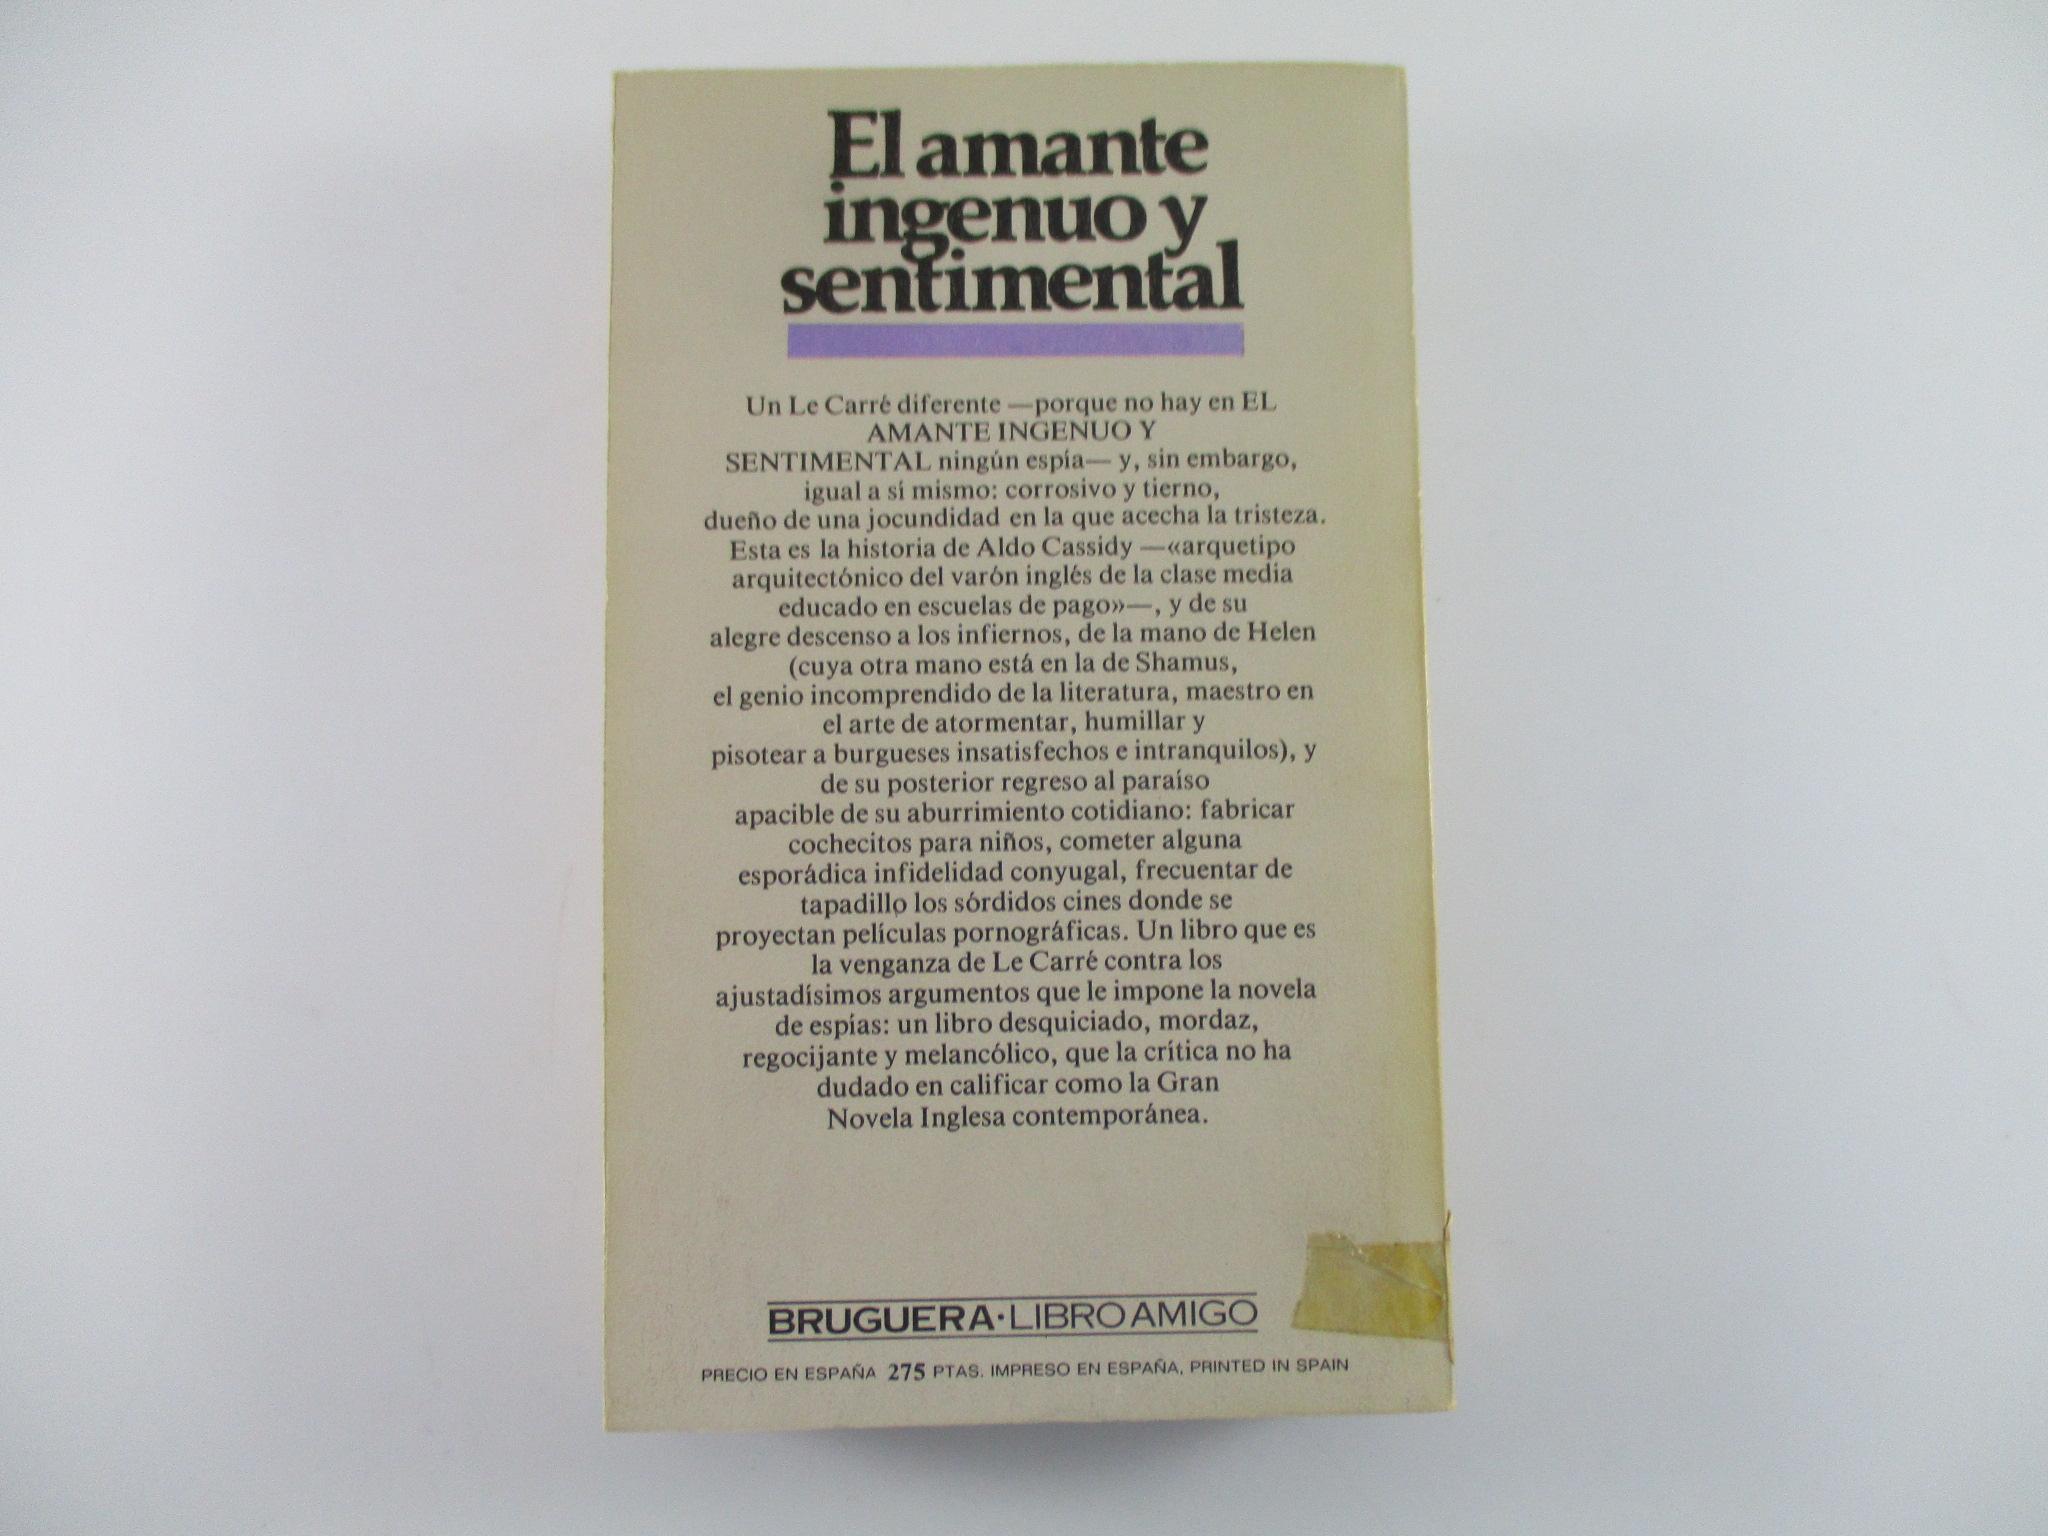 El amante
ingenuo y
sentimental
Un Le Carré diferente —porque no hay en EL
AMANTE INGENUO Y
SENTIMENTAL ningún espía— y, sin embargo,
igual a sí mismo: corrosivo y tierno,
dueño de una jocundidad en la que acecha la tristeza.
Esta es la historia de Aldo Cassidy —«arquetipo
arquitectónico del varón inglés de la clase media
educado en escuelas de pago»—, y de su
alegre descenso a los infiernos, de la mano de Helen
(cuya otra mano está en la de Shamus,
el genio incomprendido de la literatura, maestro en
el arte de atormentar, humillar y
pisotear a burgueses insatisfechos e intranquilos), y
de su posterior regreso al paraíso
apacible de su aburrimiento cotidiano: fabricar
cochecitos para niños, cometer alguna
esporádica infidelidad conyugal, frecuentar de
tapadillo los sórdidos cines donde se
proyectan películas pornográficas. Un libro que es
la venganza de Le Carré contra los
ajustadísimos argumentos que le impone la novela
de espías: un libro desquiciado, mordaz,
regocijante y melancólico, que la crítica no ha
dudado en calificar como la Gran
Novela Inglesa contemporánea.
BRUGUERA·LIBRO AMIGO
PRECIO EN ESPAÑA 275 PTAS. IMPRESO EN ESPAÑA, PRINTED IN SPAIN